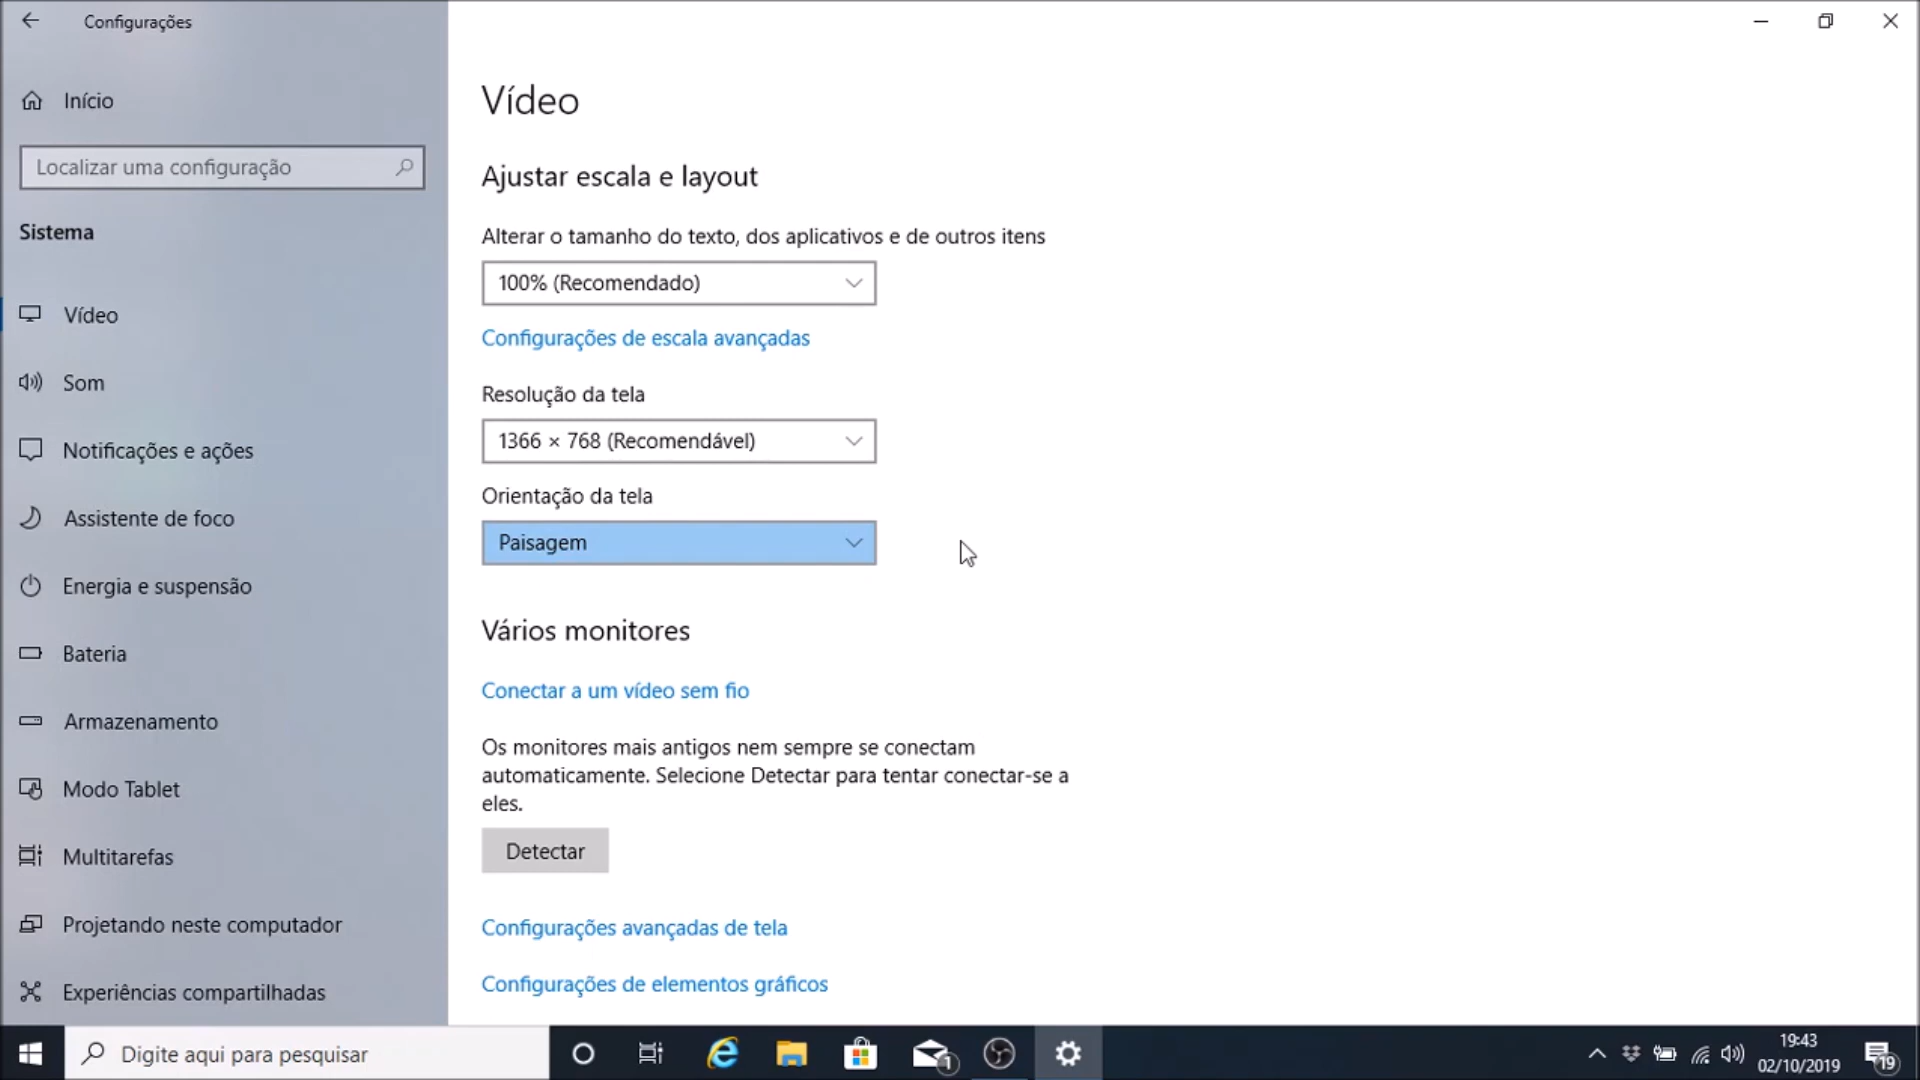 Configurações
Início
Localizar uma configuração
Sistema
Vídeo
Som
Notificações e ações
Assistente de foco
Energia e suspensão
Bateria
Armazenamento
Modo Tablet
Multitarefas
Projetando neste computador
Experiências compartilhadas
Vídeo
Ajustar escala e layout
Alterar o tamanho do texto, dos aplicativos e de outros itens
100% (Recomendado)
Configurações de escala avançadas
Resolução da tela
1366 × 768 (Recomendável)
Orientação da tela
Paisagem
Vários monitores
Conectar a um vídeo sem fio
Os monitores mais antigos nem sempre se conectam
automaticamente. Selecione Detectar para tentar conectar-se a
eles.
Detectar
Configurações avançadas de tela
Configurações de elementos gráficos
Digite aqui para pesquisar
1
19:43
02/10/2019
19